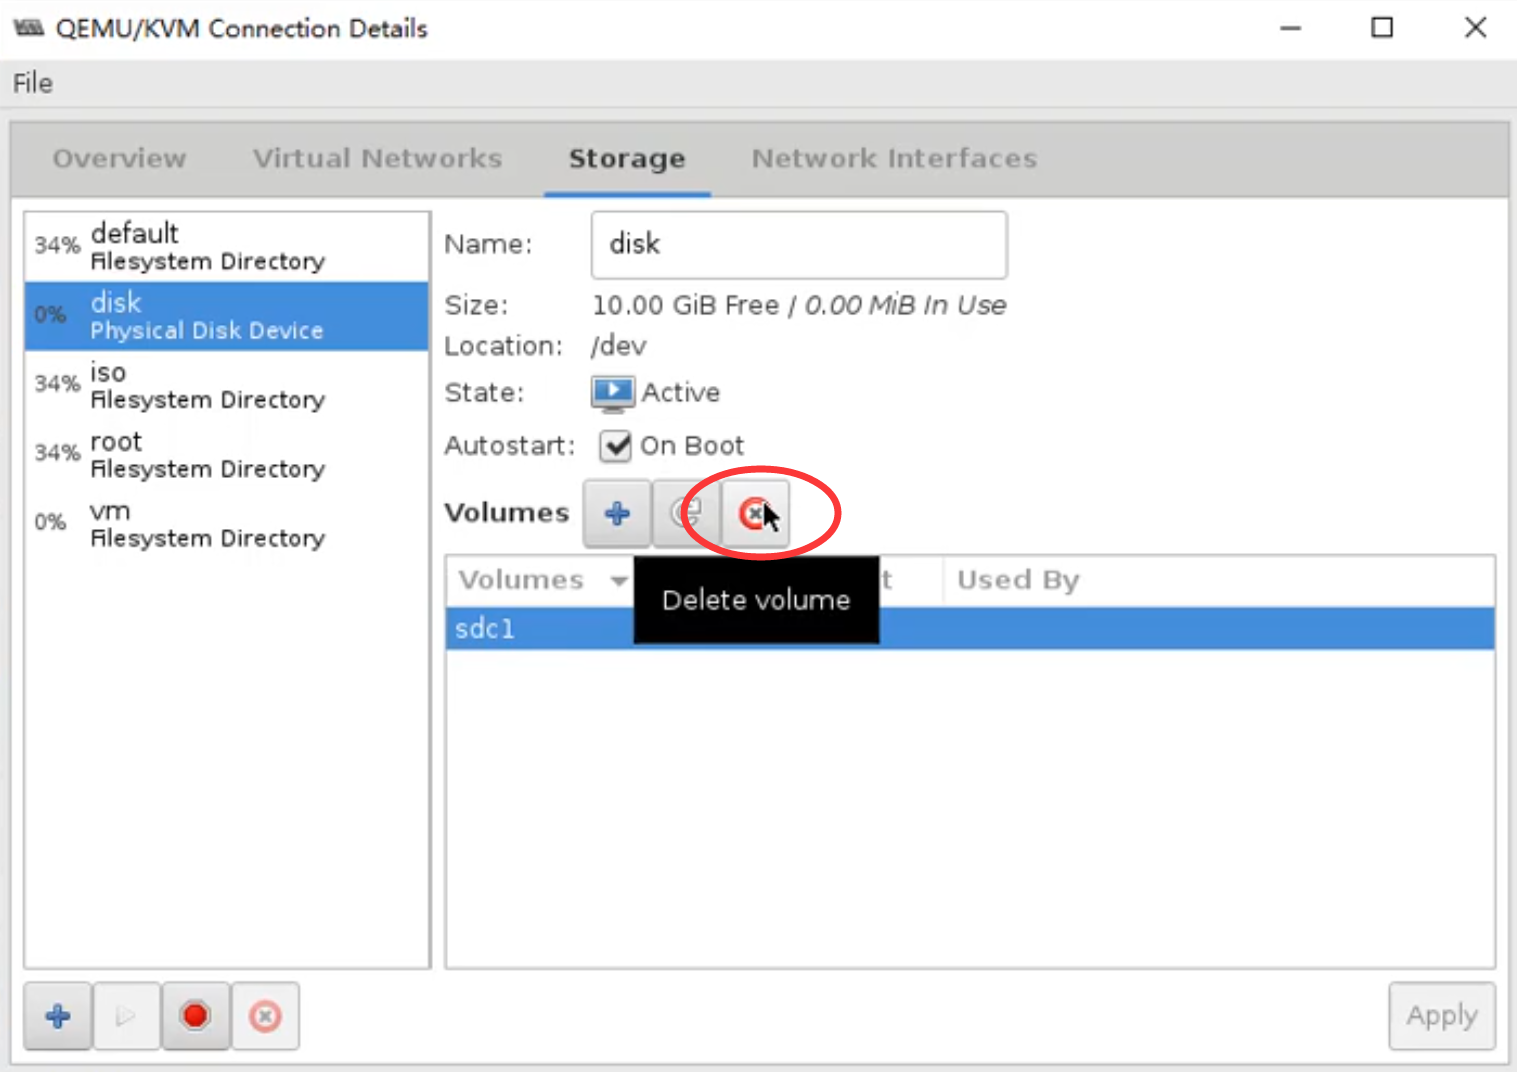 QEMU/KVM Connection Details
File
Overview Virtual Networks Storage Network Interfaces
34% default
Filesystem Directory
0% disk
Physical Disk Device
34% iso
Filesystem Directory
34% root
Filesystem Directory
0% vm
Filesystem Directory
Name: disk
Size: 10.00 GiB Free / 0.00 MiB In Use
Location: /dev
State: Active
Autostart: On Boot
Volumes
Volumes t Used By
Delete volume
sdc1
Apply